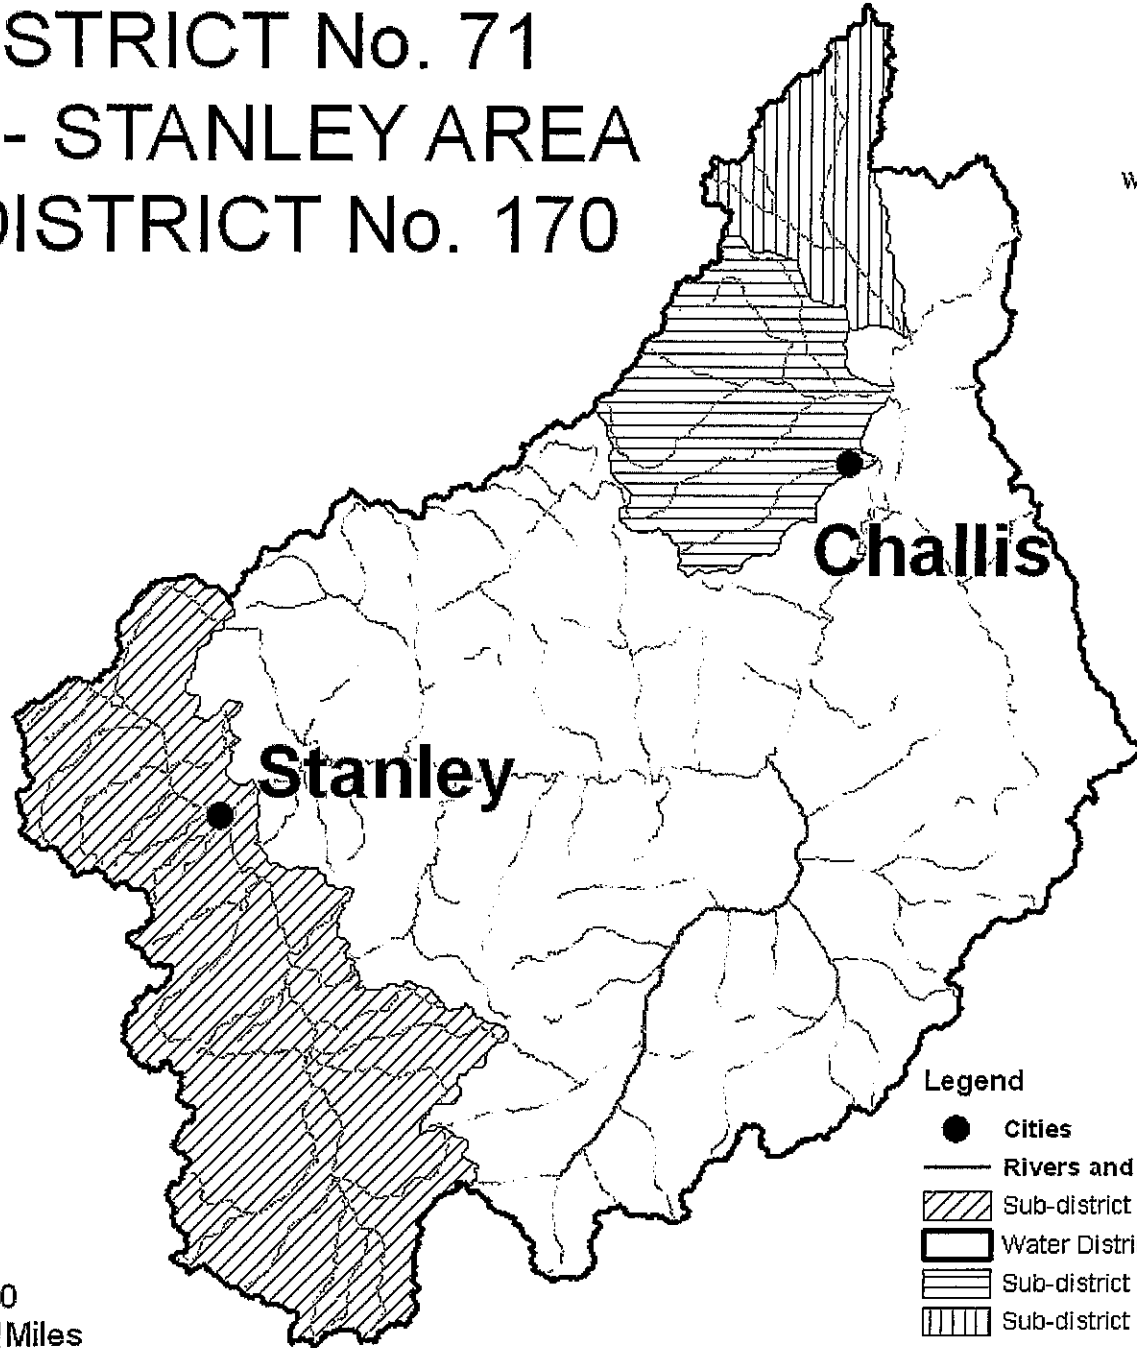 STRICT No. 71
- STANLEY AREA
DISTRICT No. 170
W
Challis
Stanley
Legend
Cities
Rivers and
Sub-district
Water Distri
Sub-district
Sub-district
0
Miles